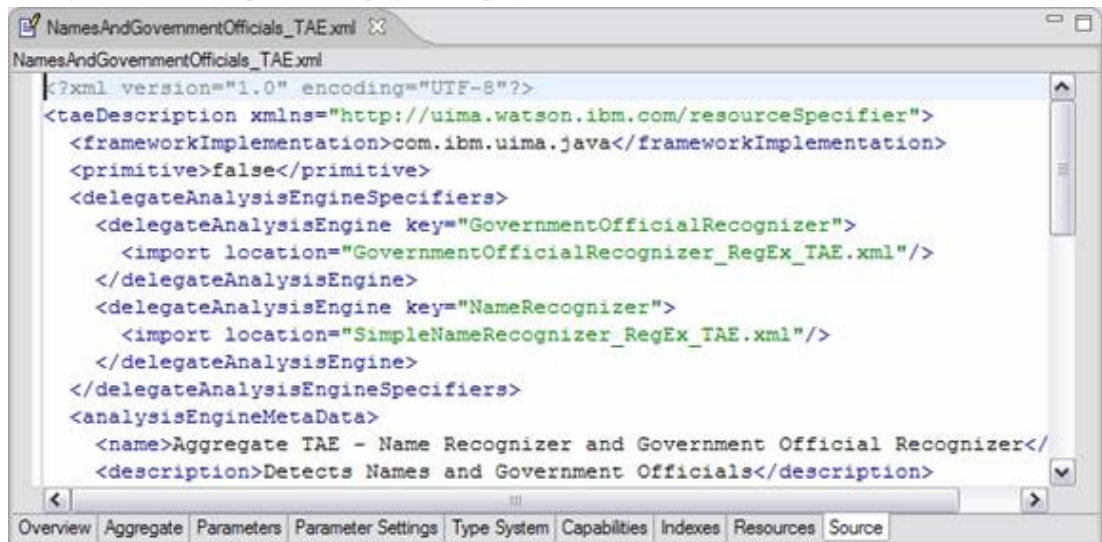 NamesAndGovernmentOfficials_TAE.xml
NamesAndGovernmentOfficials_TAE.xml
<?xml version="1.0" encoding="UTF-8"?>
<taeDescription xmlns="http://uima.watson.ibm.com/resourceSpecifier">
<frameworkImplementation>com.ibm.uima.java</frameworkImplementation>
<primitive>false</primitive>
<delegateAnalysisEngineSpecifiers>
<delegateAnalysisEngine key="GovernmentOfficialRecognizer">
<import location="GovernmentOfficialRecognizer_RegEx_TAE.xml"/>
</delegateAnalysisEngine>
<delegateAnalysisEngine key="NameRecognizer">
<import location="SimpleNameRecognizer_RegEx_TAE.xml"/>
</delegateAnalysisEngine>
</delegateAnalysisEngineSpecifiers>
<analysisEngineMetaData>
<name>Aggregate TAE - Name Recognizer and Government Official Recognizer</
<description>Detects Names and Government Officials</description>
Overview Aggregate Parameters Parameter Settings Type System Capabilities Indexes Resources Source